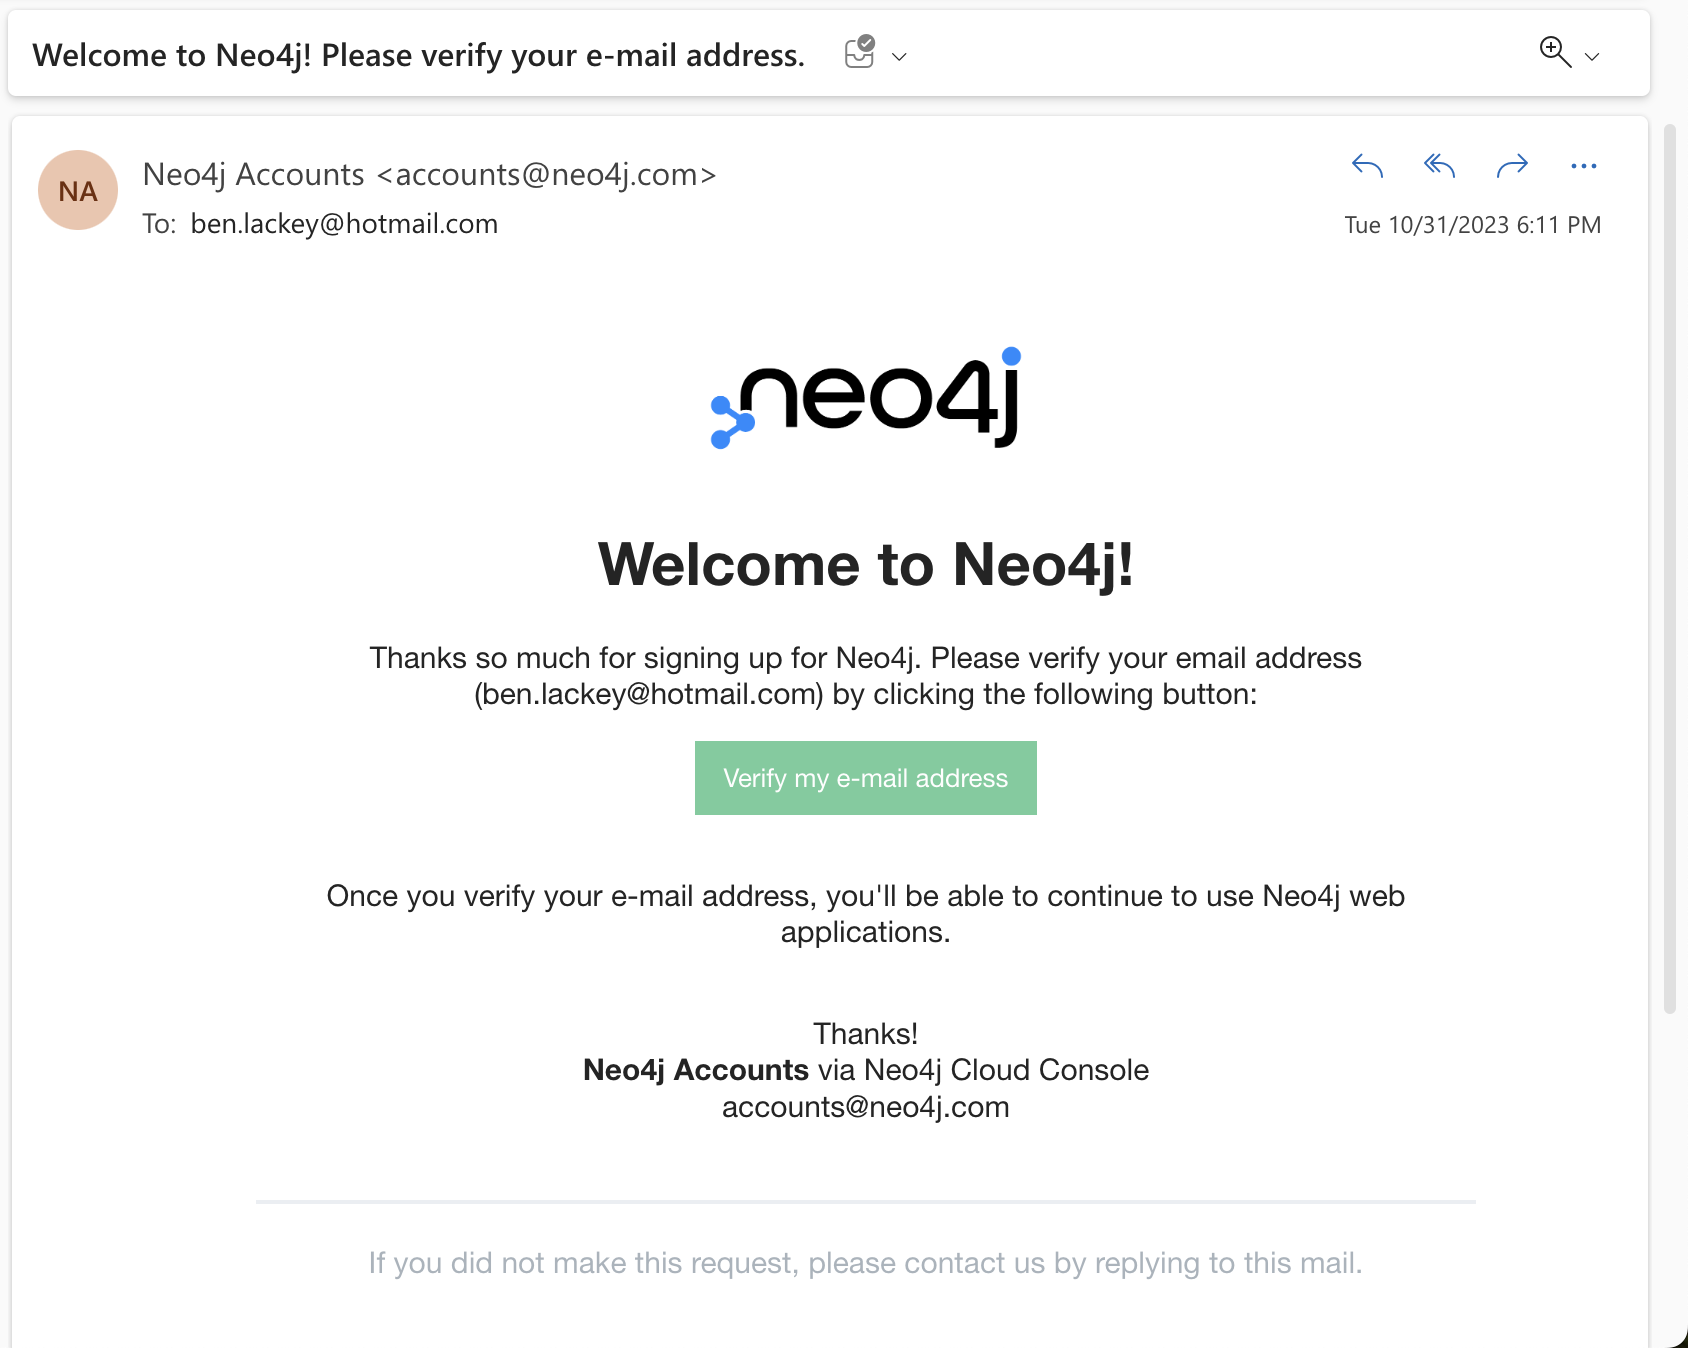 Welcome to Neo4j! Please verify your e-mail address.
NA
Neo4j Accounts <accounts@neo4j.com>
To: ben.lackey@hotmail.com
Tue 10/31/2023 6:11 PM
neo4j
Welcome to Neo4j!
Thanks so much for signing up for Neo4j. Please verify your email address
(ben.lackey@hotmail.com) by clicking the following button:
Verify my e-mail address
Once you verify your e-mail address, you'll be able to continue to use Neo4j web
applications.
Thanks!
Neo4j Accounts via Neo4j Cloud Console
accounts@neo4j.com
If you did not make this request, please contact us by replying to this mail.